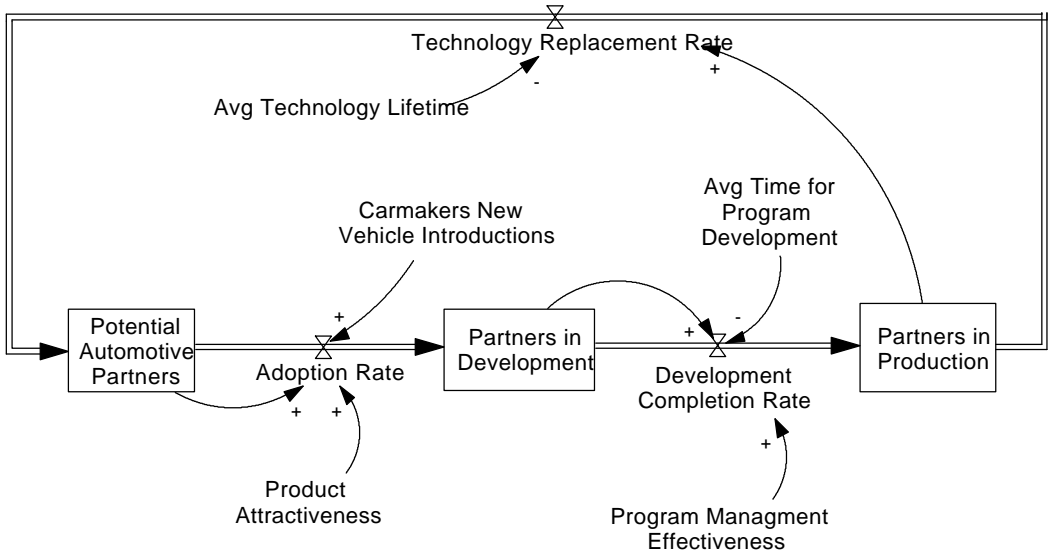 Technology Replacement Rate
+
-
Avg Technology Lifetime
Avg Time for
Program
Development
Carmakers New
Vehicle Introductions
+
-
+
Potential
Automotive
Partners
Partners in
Development
Partners in
Production
Adoption Rate
Development
Completion Rate
+
+
+
Product
Attractiveness
Program Managment
Effectiveness